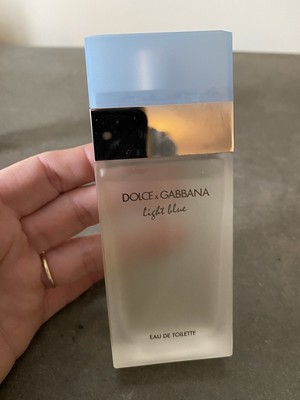 DOLCE & GABBANA
light blue
EAU DE TOILETTE